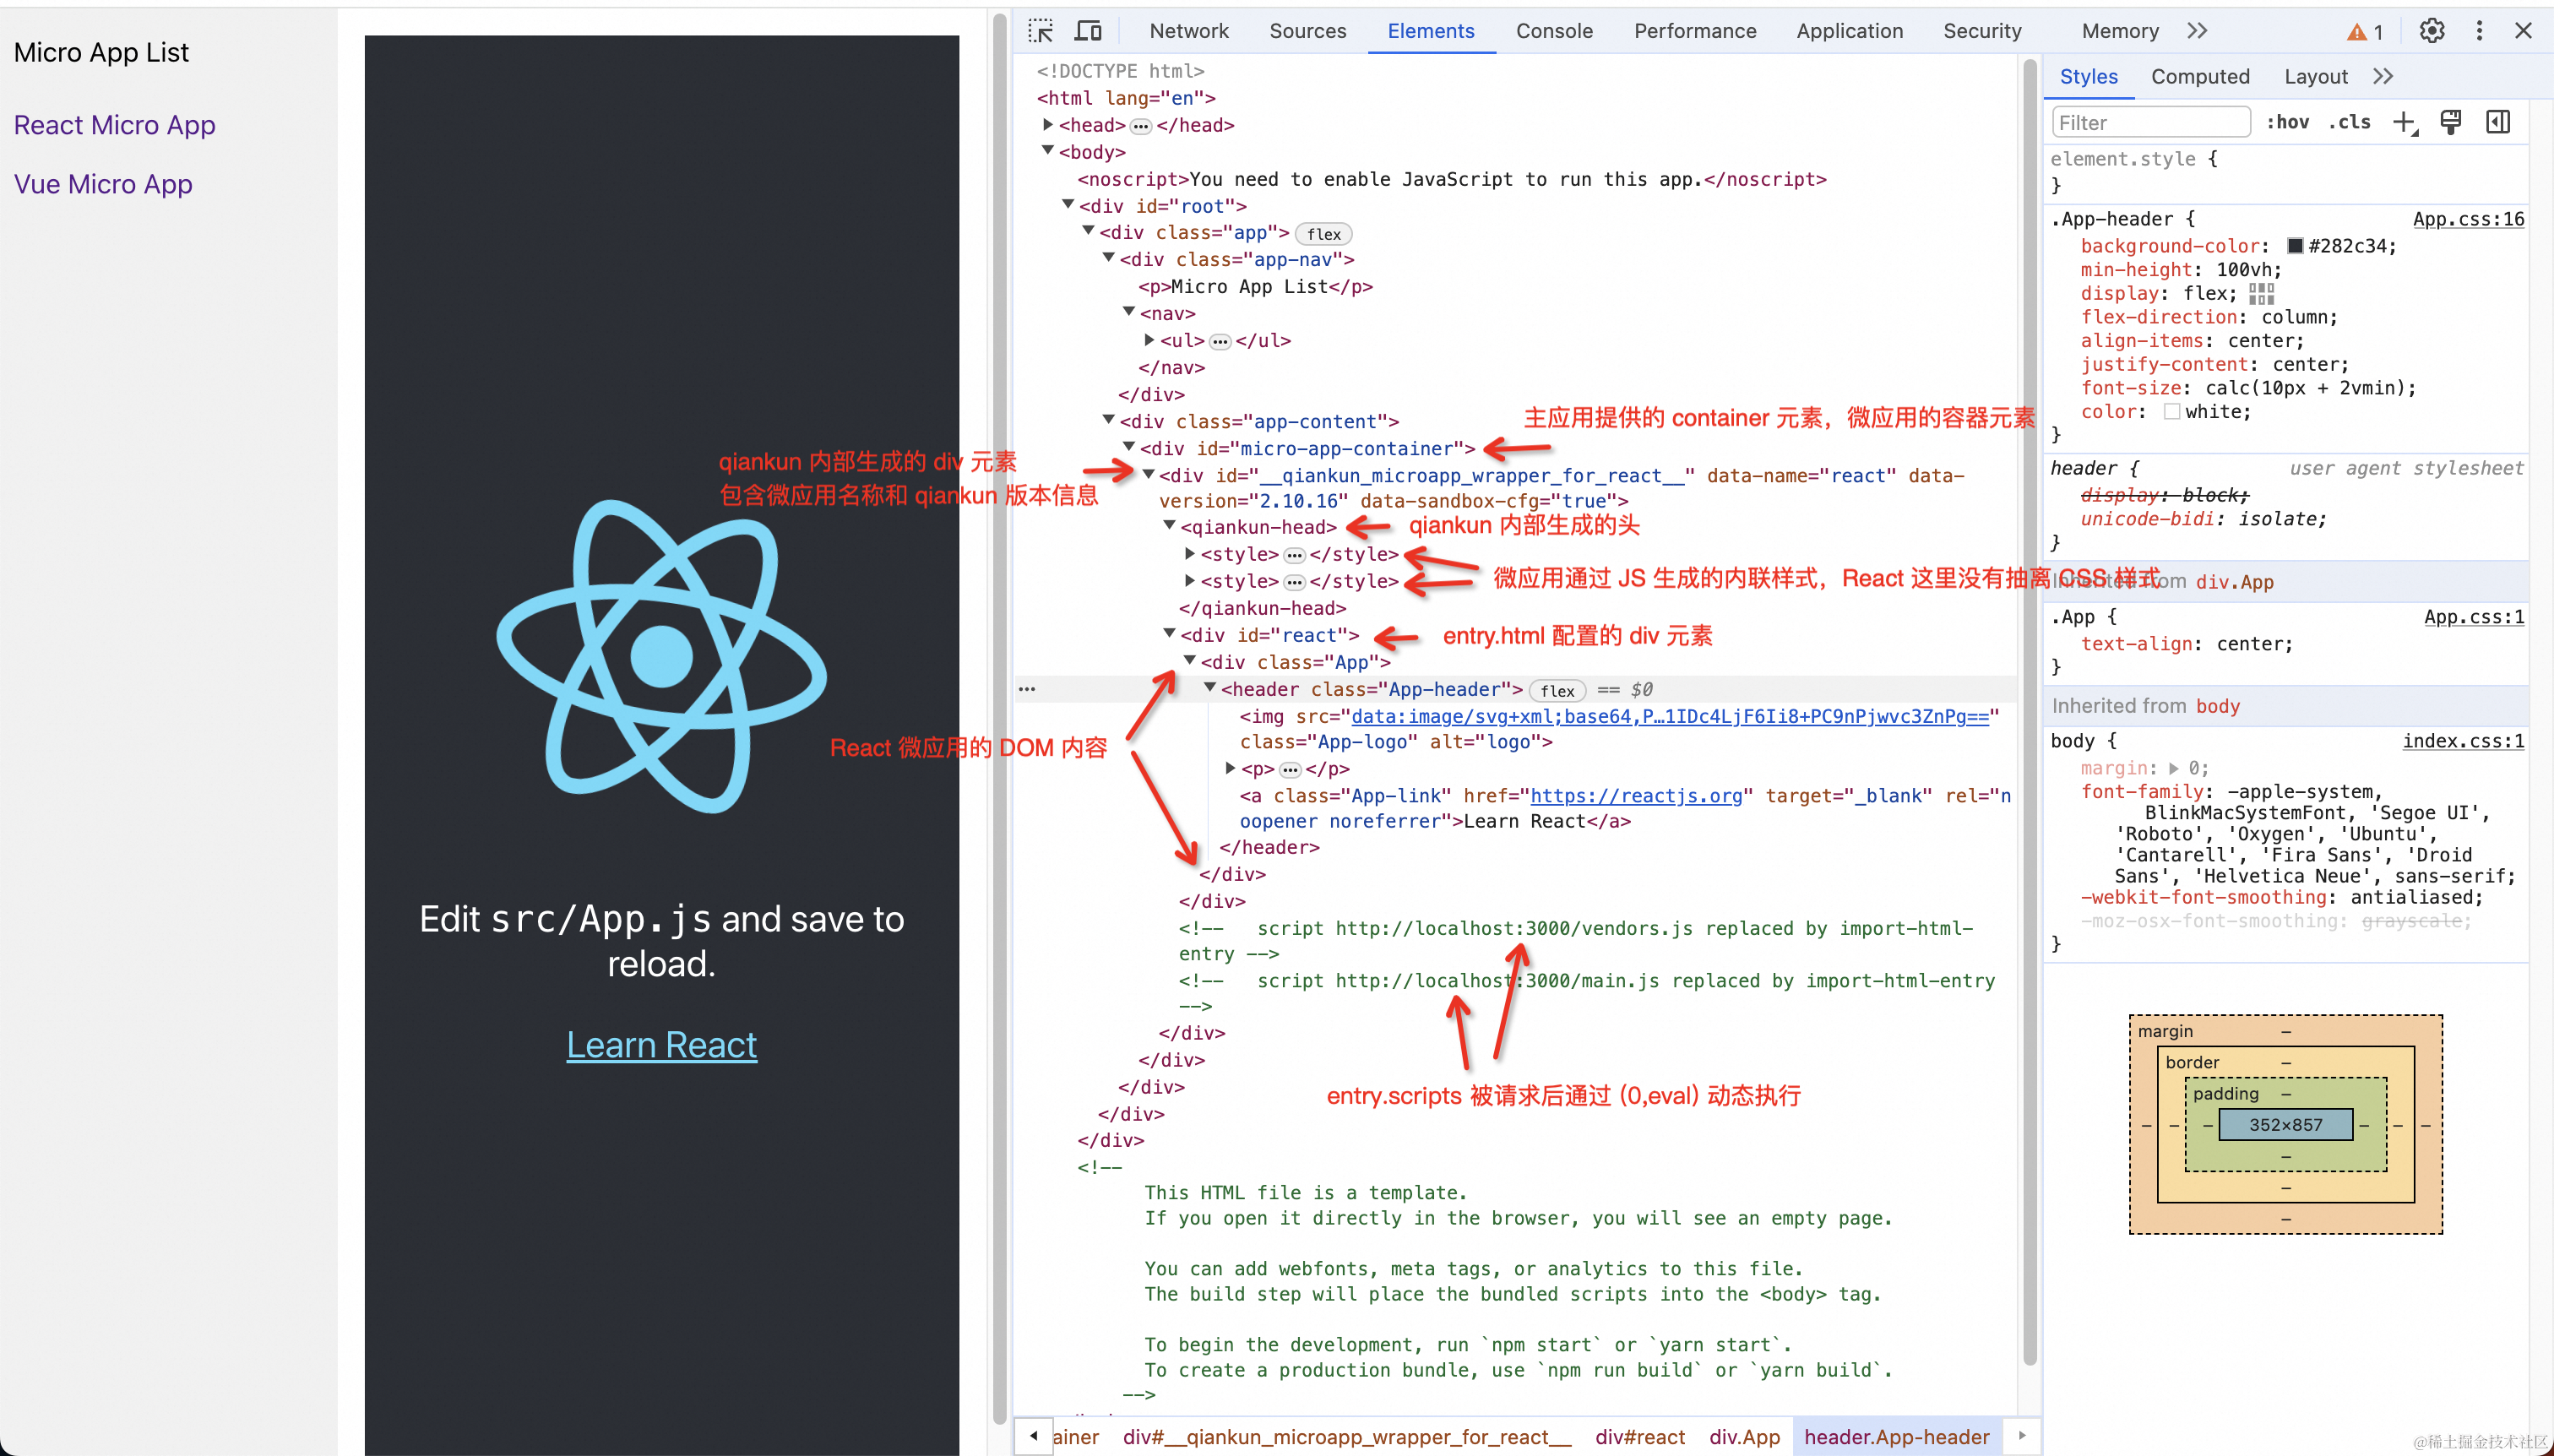 Micro App List
React Micro App
Vue Micro App
Edit src/App.js and save to
reload.
Learn React
Network Sources Elements Console Performance Application Security Memory
1
<!DOCTYPE html>
<html lang="en">
<head> ••• </head>
<body>
<noscript>You need to enable JavaScript to run this app.</noscript>
<div id="root">
<div class="app"> flex
<div class="app-nav">
<p>Micro App List</p>
<nav>
<ul> ••• </ul>
</nav>
</div>
<div class="app-content">
主应用提供的 container 元素，微应用的容器元素
<div id="micro-app-container">
qiankun 内部生成的 div 元素
包含微应用名称和 qiankun 版本信息
<div id="__qiankun_microapp_wrapper_for_react__" data-name="react" data-
version="2.10.16" data-sandbox-cfg="true">
<qiankun-head>
qiankun 内部生成的头
<style> ••• </style>
<style> ••• </style>
微应用通过 JS 生成的内联样式，React 这里没有抽离 CSS 样式
</qiankun-head>
<div id="react">
entry.html 配置的 div 元素
<div class="App">
••• <header class="App-header"> flex == $0
<img src="data:image/svg+xml;base64,P…1IDc4LjF6Ii8+PC9nPjwvc3ZnPg=="
class="App-logo" alt="logo">
React 微应用的 DOM 内容
<p> ••• </p>
<a class="App-link" href="https://reactjs.org" target="_blank" rel="n
oopener noreferrer">Learn React</a>
</header>
</div>
</div>
<!-- script http://localhost:3000/vendors.js replaced by import-html-
entry -->
<!-- script http://localhost:3000/main.js replaced by import-html-entry
-->
</div>
</div>
entry.scripts 被请求后通过 (0,eval) 动态执行
</div>
</div>
</div>
<!--
This HTML file is a template.
If you open it directly in the browser, you will see an empty page.
You can add webfonts, meta tags, or analytics to this file.
The build step will place the bundled scripts into the <body> tag.
To begin the development, run `npm start` or `yarn start`.
To create a production bundle, use `npm run build` or `yarn build`.
-->
ainer div#__qiankun_microapp_wrapper_for_react__ div#react div.App header.App-header
Styles Computed Layout
Filter :hov .cls
element.style {
}
.App-header { App.css:16
background-color: #282c34;
min-height: 100vh;
display: flex;
flex-direction: column;
align-items: center;
justify-content: center;
font-size: calc(10px + 2vmin);
color: white;
}
header { user agent stylesheet
display: block;
unicode-bidi: isolate;
}
Inherited from div.App
.App { App.css:1
text-align: center;
}
Inherited from body
body { index.css:1
margin: 0;
font-family: -apple-system,
BlinkMacSystemFont, 'Segoe UI',
'Roboto', 'Oxygen', 'Ubuntu',
'Cantarell', 'Fira Sans', 'Droid
Sans', 'Helvetica Neue', sans-serif;
-webkit-font-smoothing: antialiased;
-moz-osx-font-smoothing: grayscale;
}
margin –
border –
padding –
– – – 352×857 – – –
–
–
–
@稀土掘金技术社区